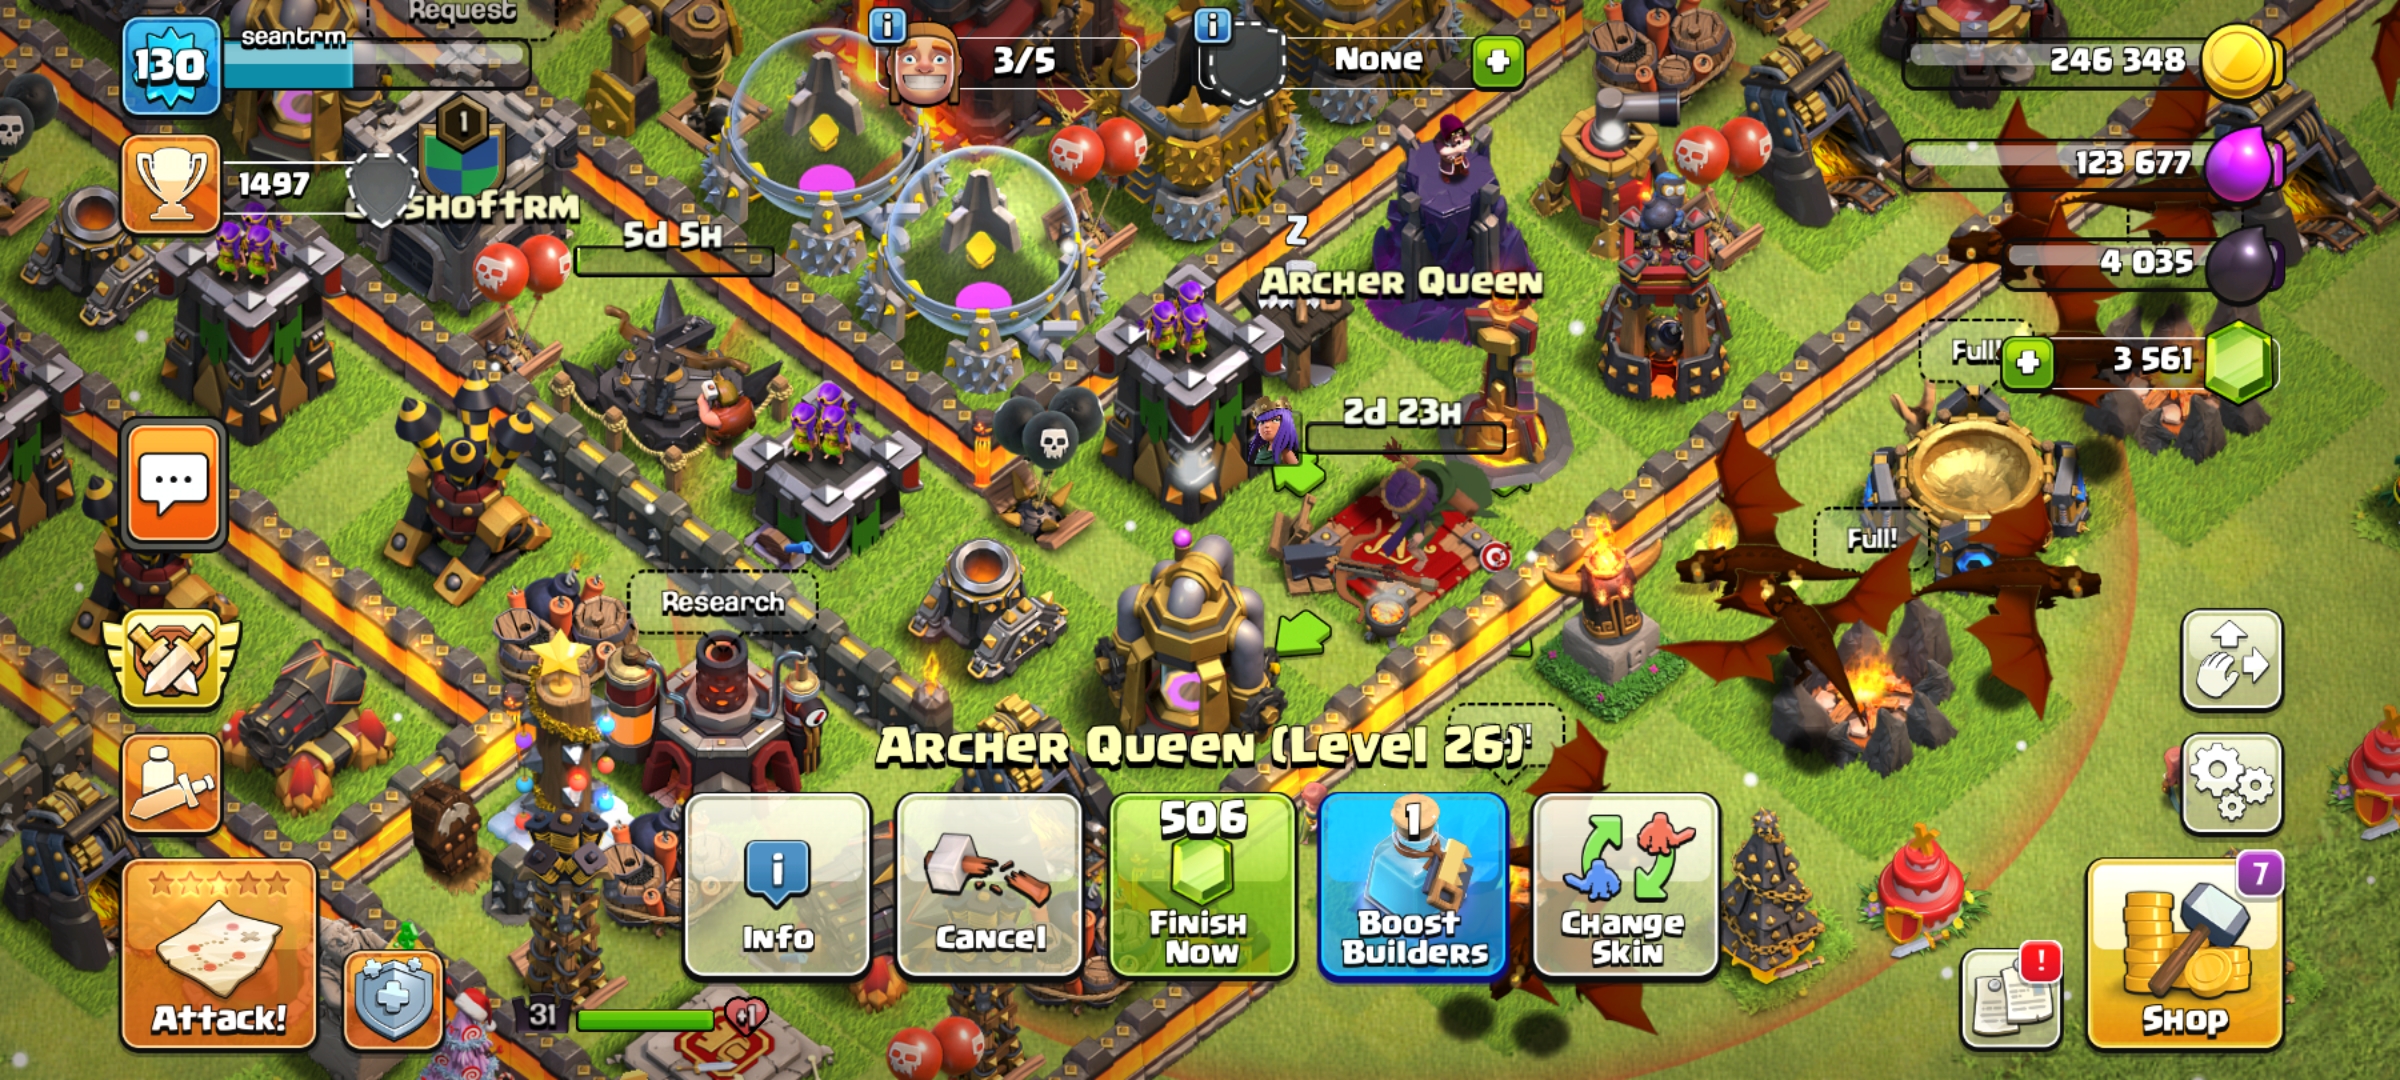 Request
130
seantrm
3/5
None
246 348
1
1497
SHOFTRM
5d 5H
Z
123 677
4 035
Archer Queen
Full!
3 561
2d 23H
Full!
Research
Archer Queen (Level 26)
506
1
Info
Cancel
Finish
Now
Boost
Builders
Change
Skin
7
Attack!
31
+1
!
Shop